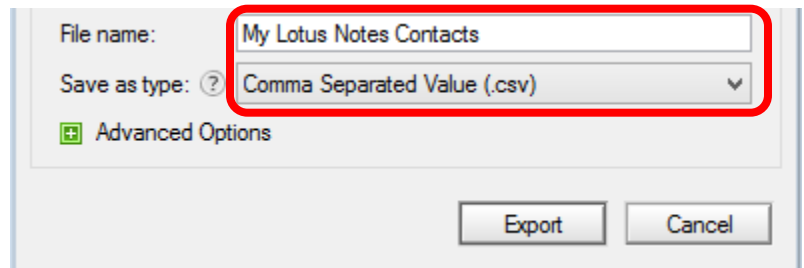 File name: My Lotus Notes Contacts
Save as type: ? Comma Separated Value (.csv)
Advanced Options
Export Cancel